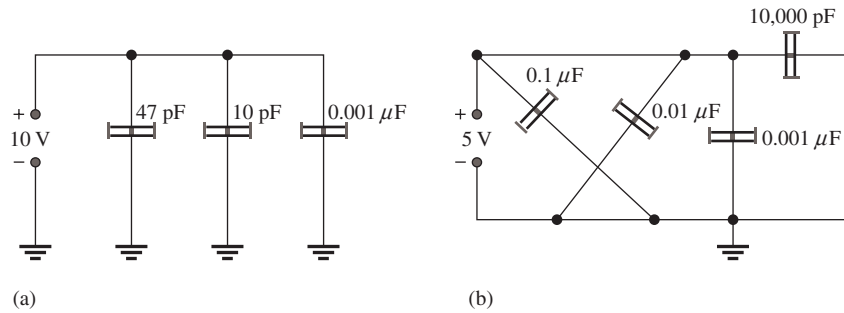 10,000 pF
+
10 V
−
47 pF
10 pF
0.001 μF
+
5 V
−
0.1 μF
0.01 μF
0.001 μF
(a)
(b)